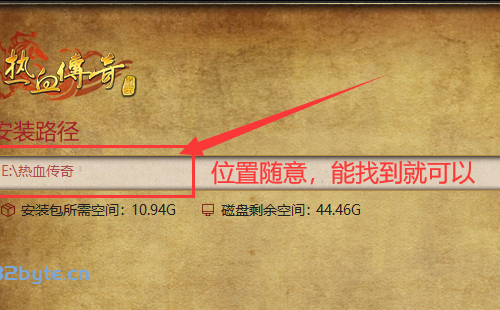 热血傳奇
安装路径
E:\热血传奇
位置随意，能找到就可以
安装包所需空间：10.94G 磁盘剩余空间：44.46G
32byte.cn